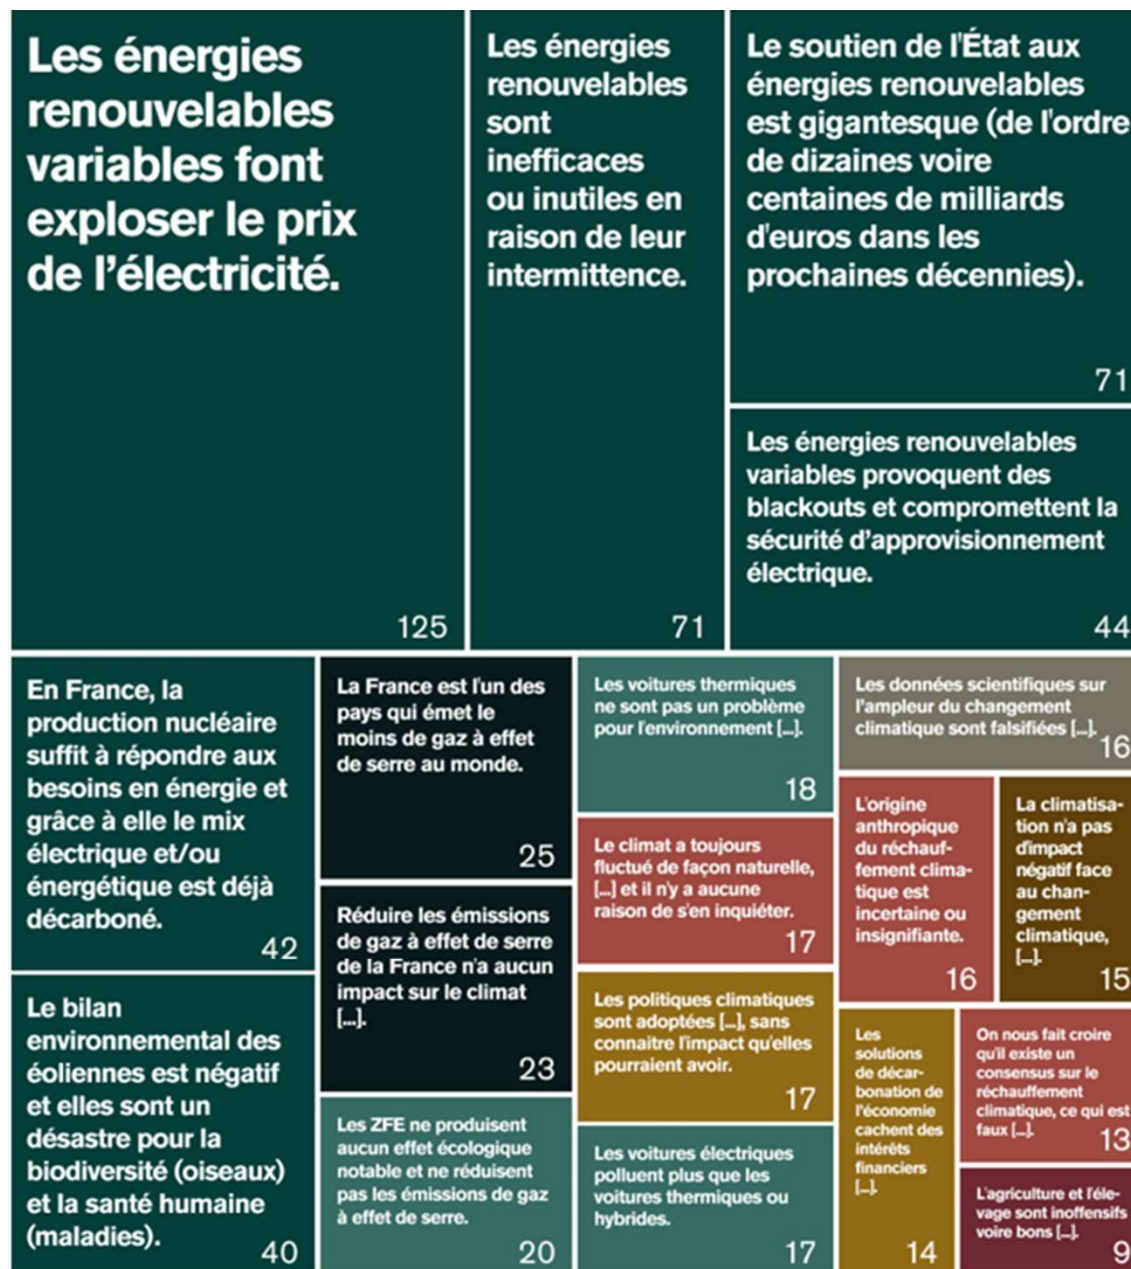 Les énergies
renouvelables
variables font
exploser le prix
de l’électricité.
125
Les énergies
renouvelables
sont
inefficaces
ou inutiles en
raison de leur
intermittence.
71
Le soutien de l'État aux
énergies renouvelables
est gigantesque (de l'ordre
de dizaines voire
centaines de milliards
d'euros dans les
prochaines décennies).
71
Les énergies renouvelables
variables provoquent des
blackouts et compromettent la
sécurité d’approvisionnement
électrique.
44
En France, la
production nucléaire
suffit à répondre aux
besoins en énergie et
grâce à elle le mix
électrique et/ou
énergétique est déjà
décarboné.
42
Le bilan
environnemental des
éoliennes est négatif
et elles sont un
désastre pour la
biodiversité (oiseaux)
et la santé humaine
(maladies).
40
La France est l'un des
pays qui émet le
moins de gaz à effet
de serre au monde.
25
Réduire les émissions
de gaz à effet de serre
de la France n'a aucun
impact sur le climat
[...].
23
Les ZFE ne produisent
aucun effet écologique
notable et ne réduisent
pas les émissions de gaz
à effet de serre.
20
Les voitures thermiques
ne sont pas un problème
pour l'environnement [...].
18
Le climat a toujours
fluctué de façon naturelle,
[...] et il n'y a aucune
raison de s'en inquiéter.
17
Les politiques climatiques
sont adoptées [...], sans
connaitre l'impact qu'elles
pourraient avoir.
17
Les voitures électriques
polluent plus que les
voitures thermiques ou
hybrides.
17
Les données scientifiques sur
l'ampleur du changement
climatique sont falsifiées [...].
16
L'origine
anthropique
du réchauf-
fement clima-
tique est
incertaine ou
insignifiante.
16
La climatisa-
tion n'a pas
d'impact
négatif face
au chan-
gement
climatique,
[...].
15
Les
solutions
de décar-
bonation de
l'économie
cachent des
intérêts
financiers
[...].
14
On nous fait croire
qu'il existe un
consensus sur le
réchauffement
climatique, ce qui est
faux [...].
13
L'agriculture et l'éle-
vage sont inoffensifs
voire bons [...].
9